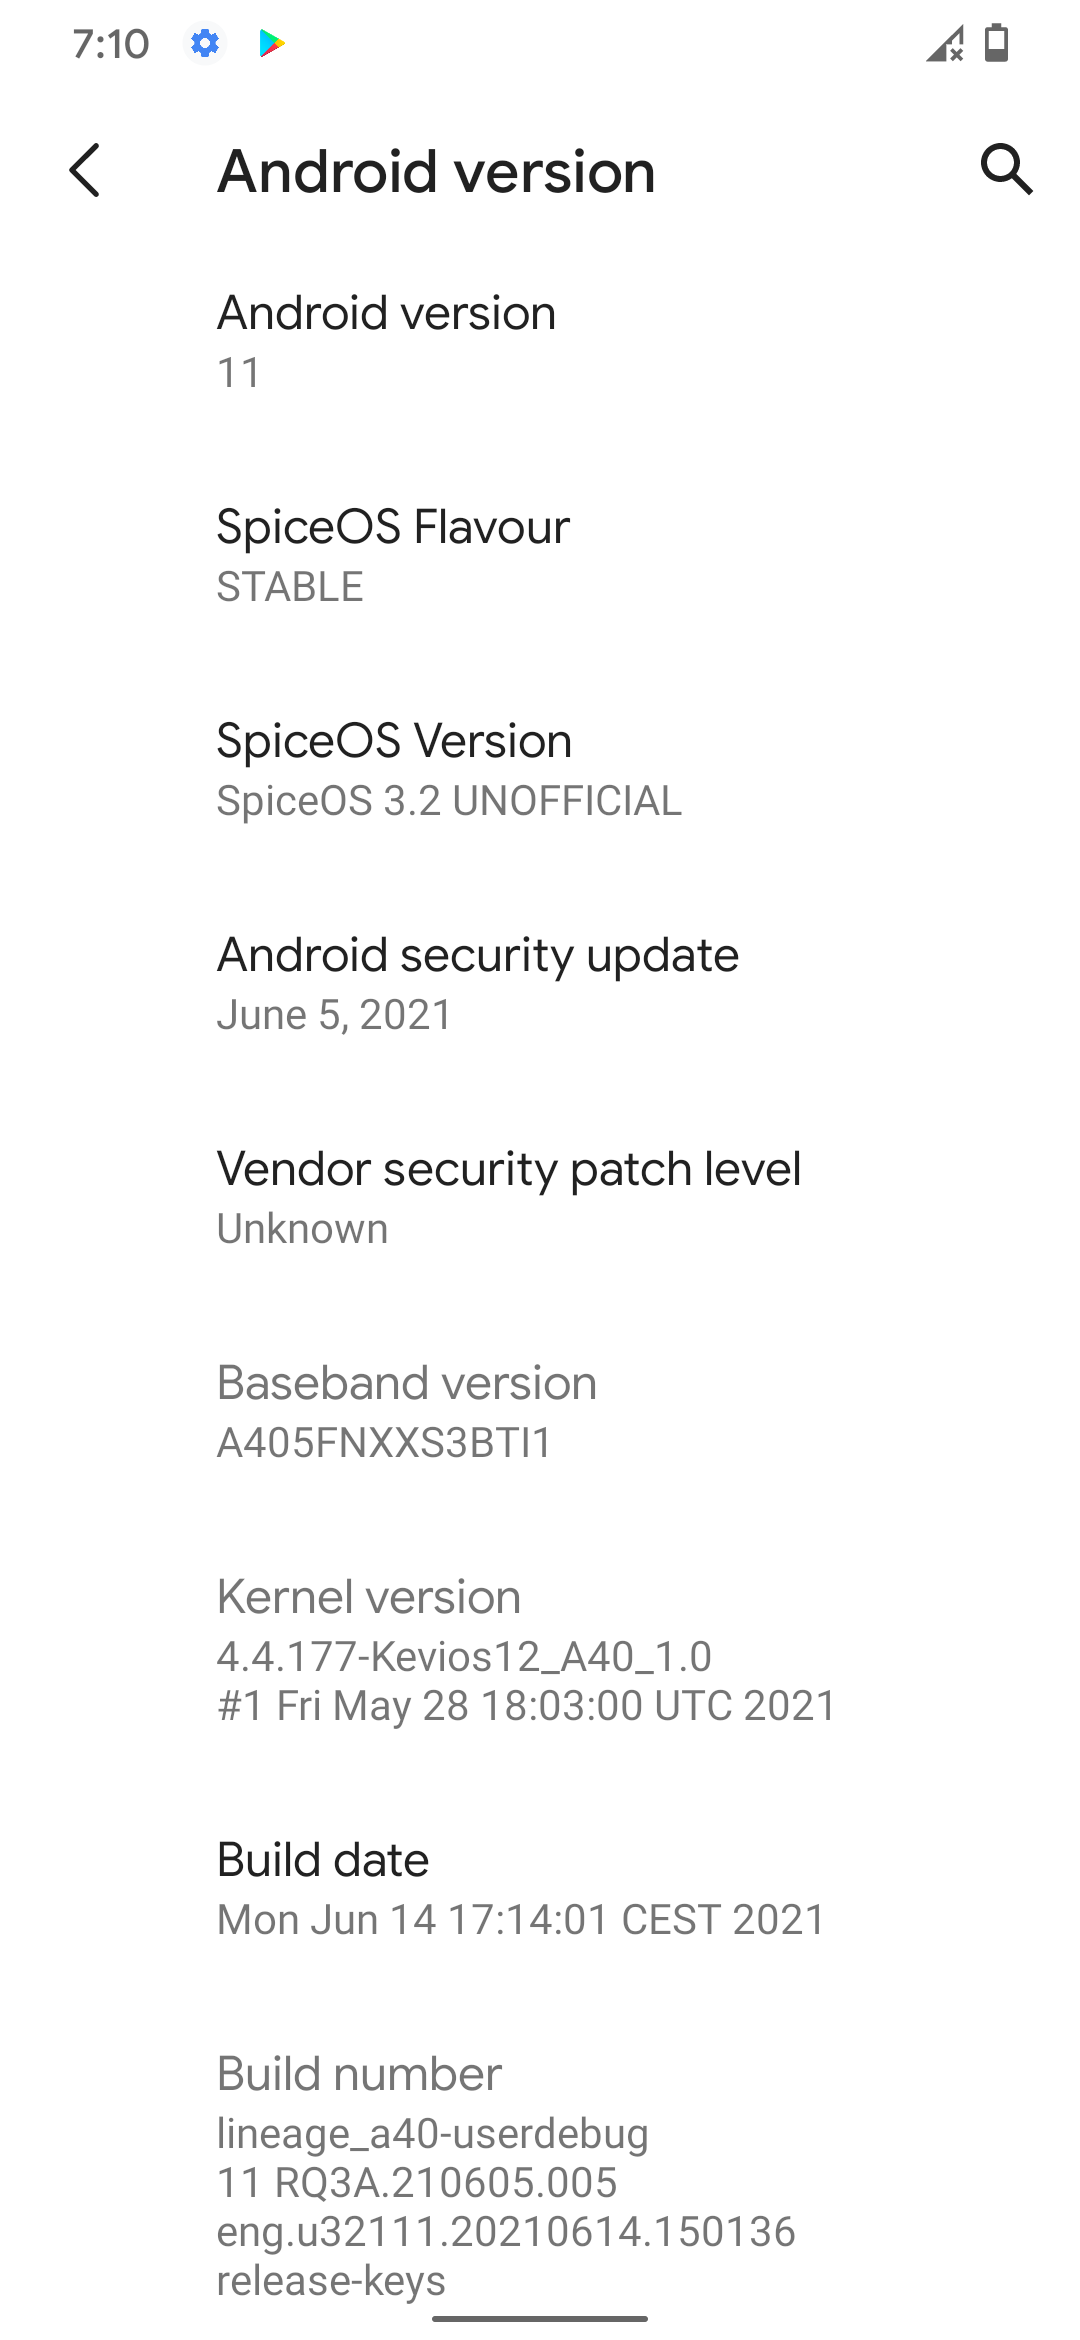 7:10
Android version
Android version
11
SpiceOS Flavour
STABLE
SpiceOS Version
SpiceOS 3.2 UNOFFICIAL
Android security update
June 5, 2021
Vendor security patch level
Unknown
Baseband version
A405FNXXS3BTI1
Kernel version
4.4.177-Kevios12_A40_1.0
#1 Fri May 28 18:03:00 UTC 2021
Build date
Mon Jun 14 17:14:01 CEST 2021
Build number
lineage_a40-userdebug
11 RQ3A.210605.005
eng.u32111.20210614.150136
release-keys